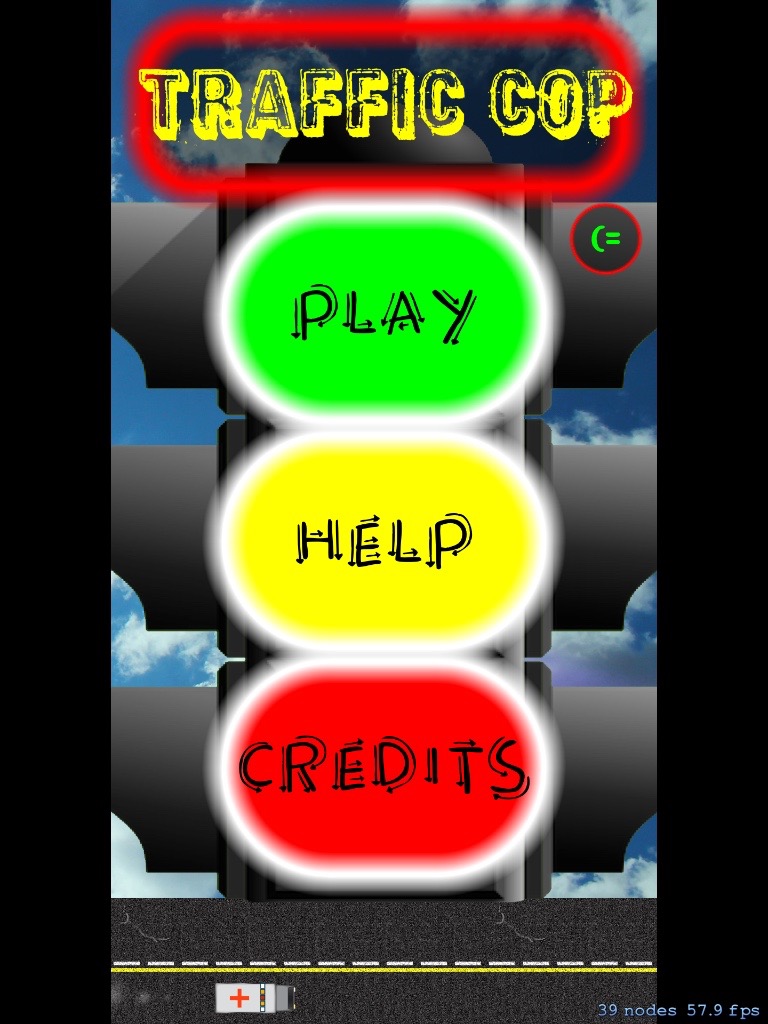 TRAFFIC COP
(=
PLAY
HELP
CREDITS
39 nodes 57.9 fps